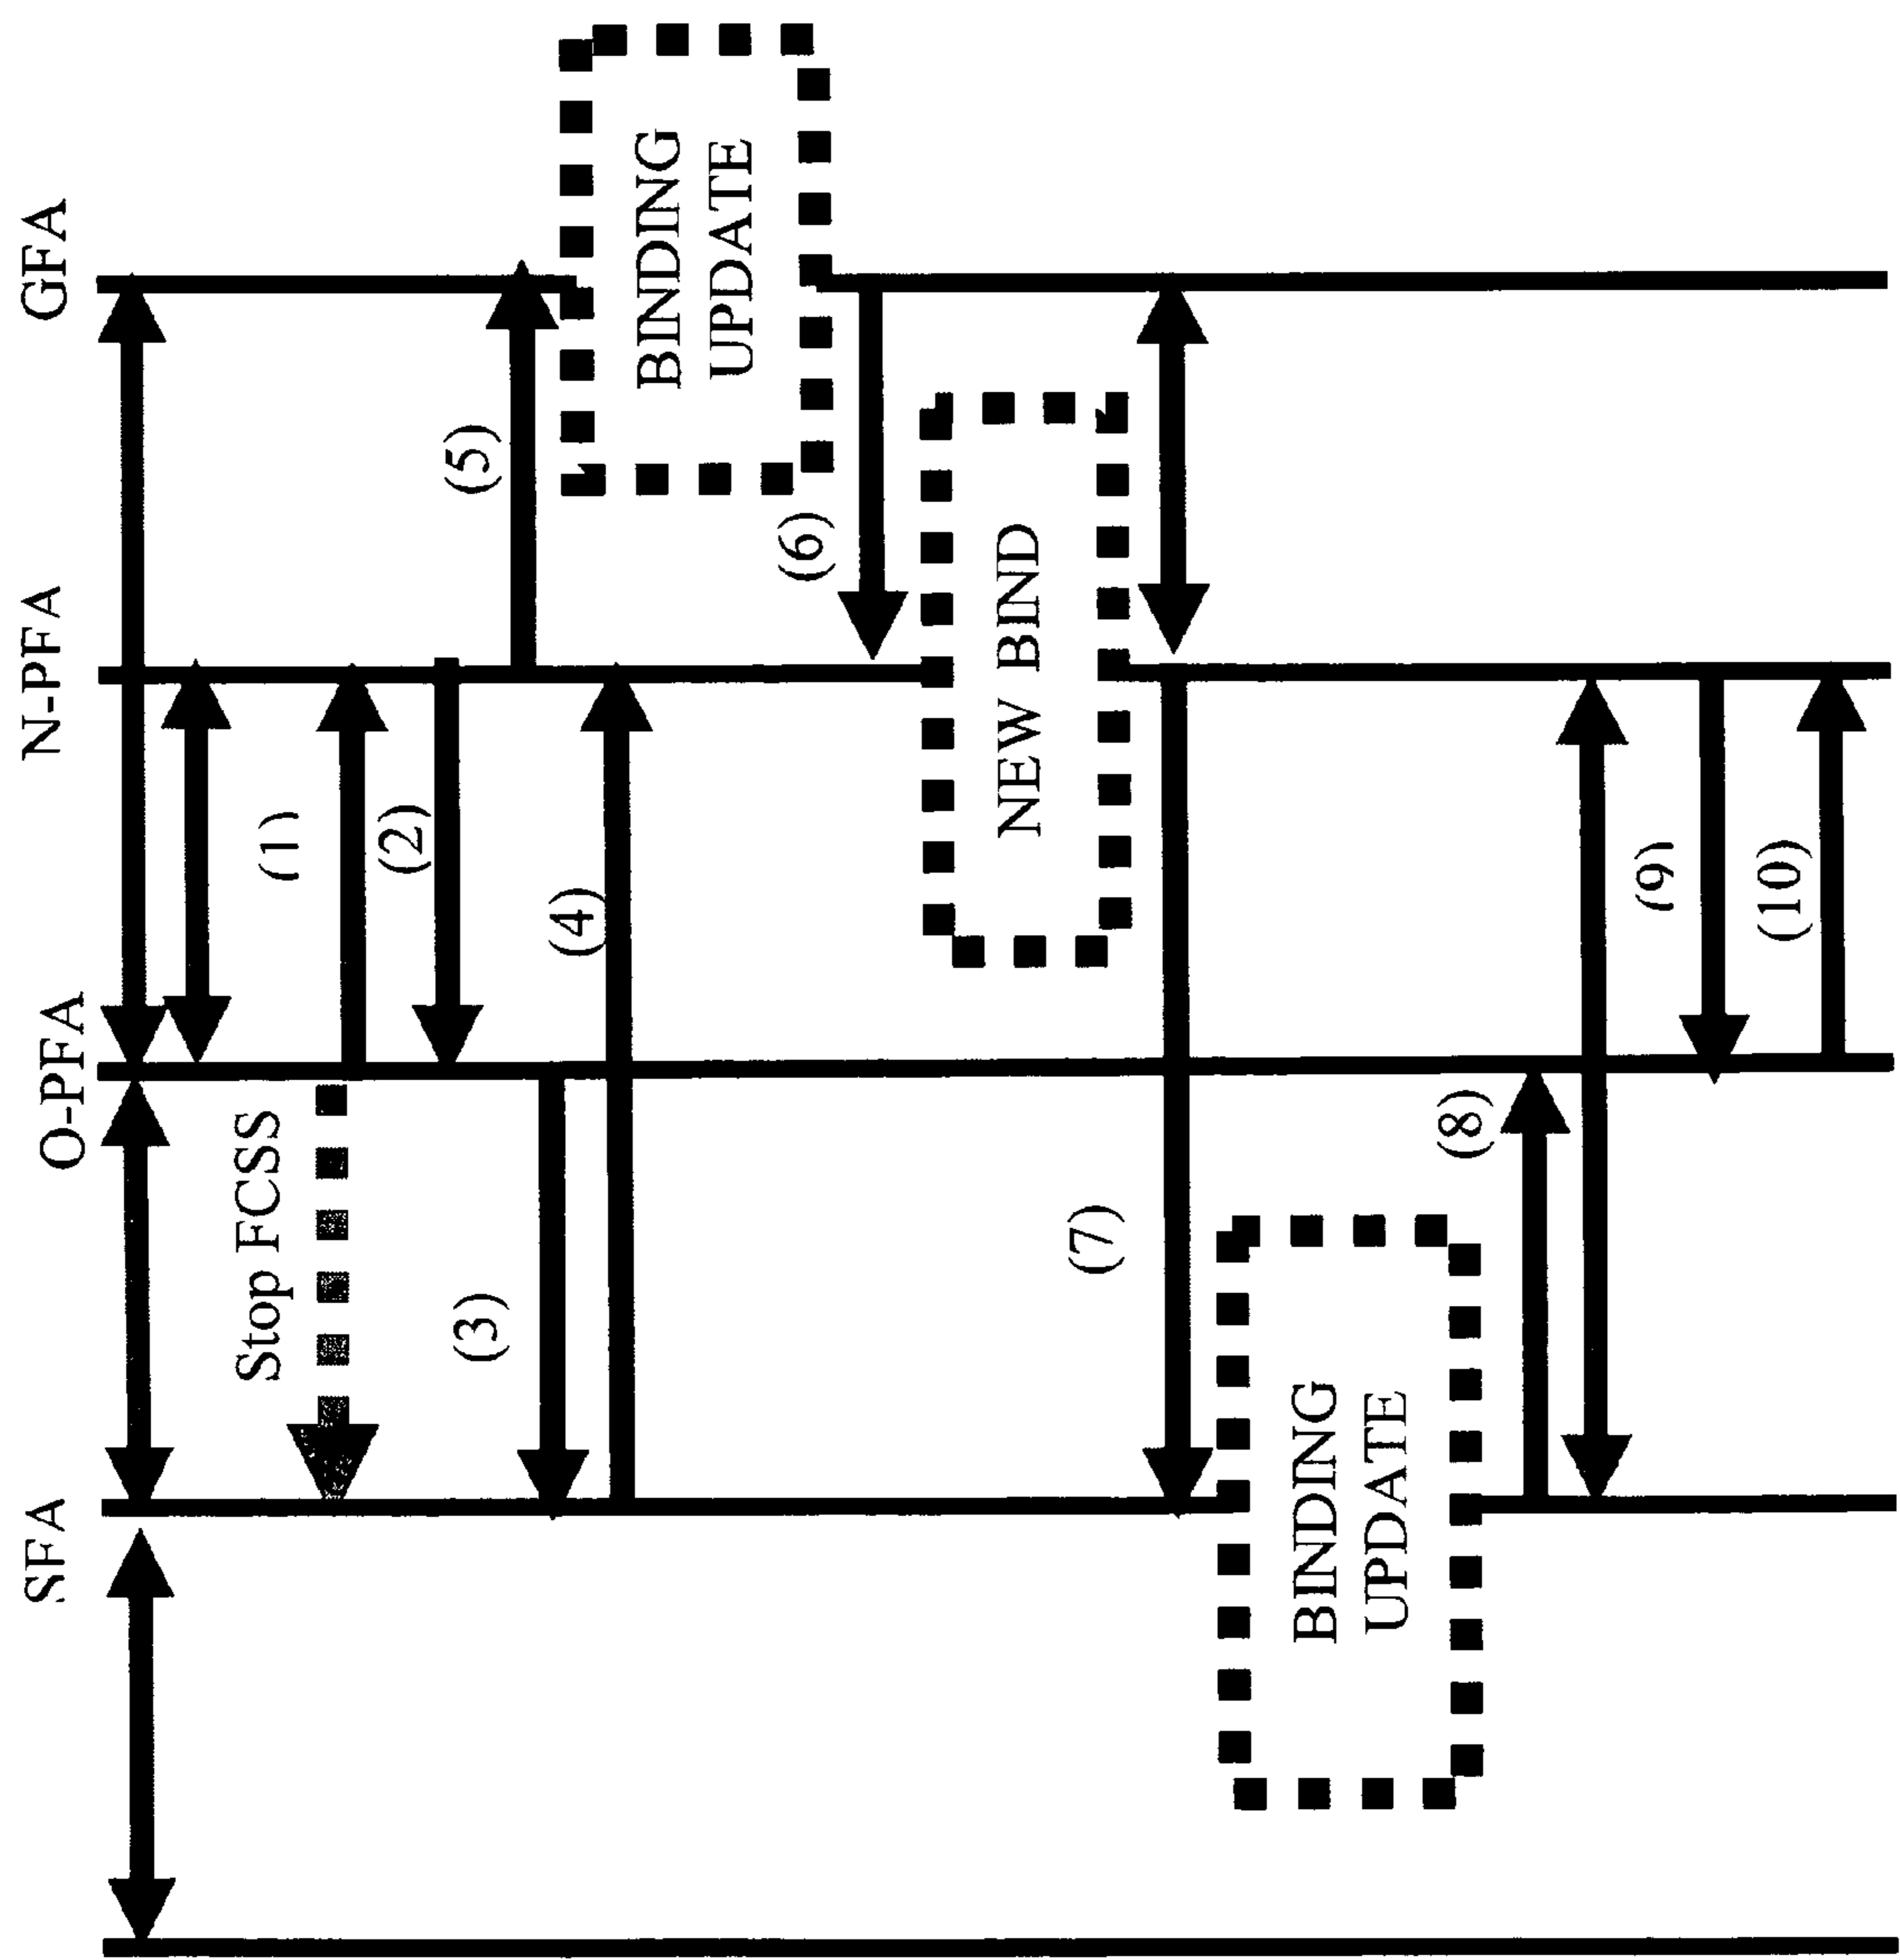 SFA
O-PFA
N-PFA
GFA
(1)
Stop FCSS
(2)
(3)
(5)
(4)
BINDING
UPDATE
(6)
NEW BIND
(7)
BINDING
UPDATE
(8)
(9)
(10)